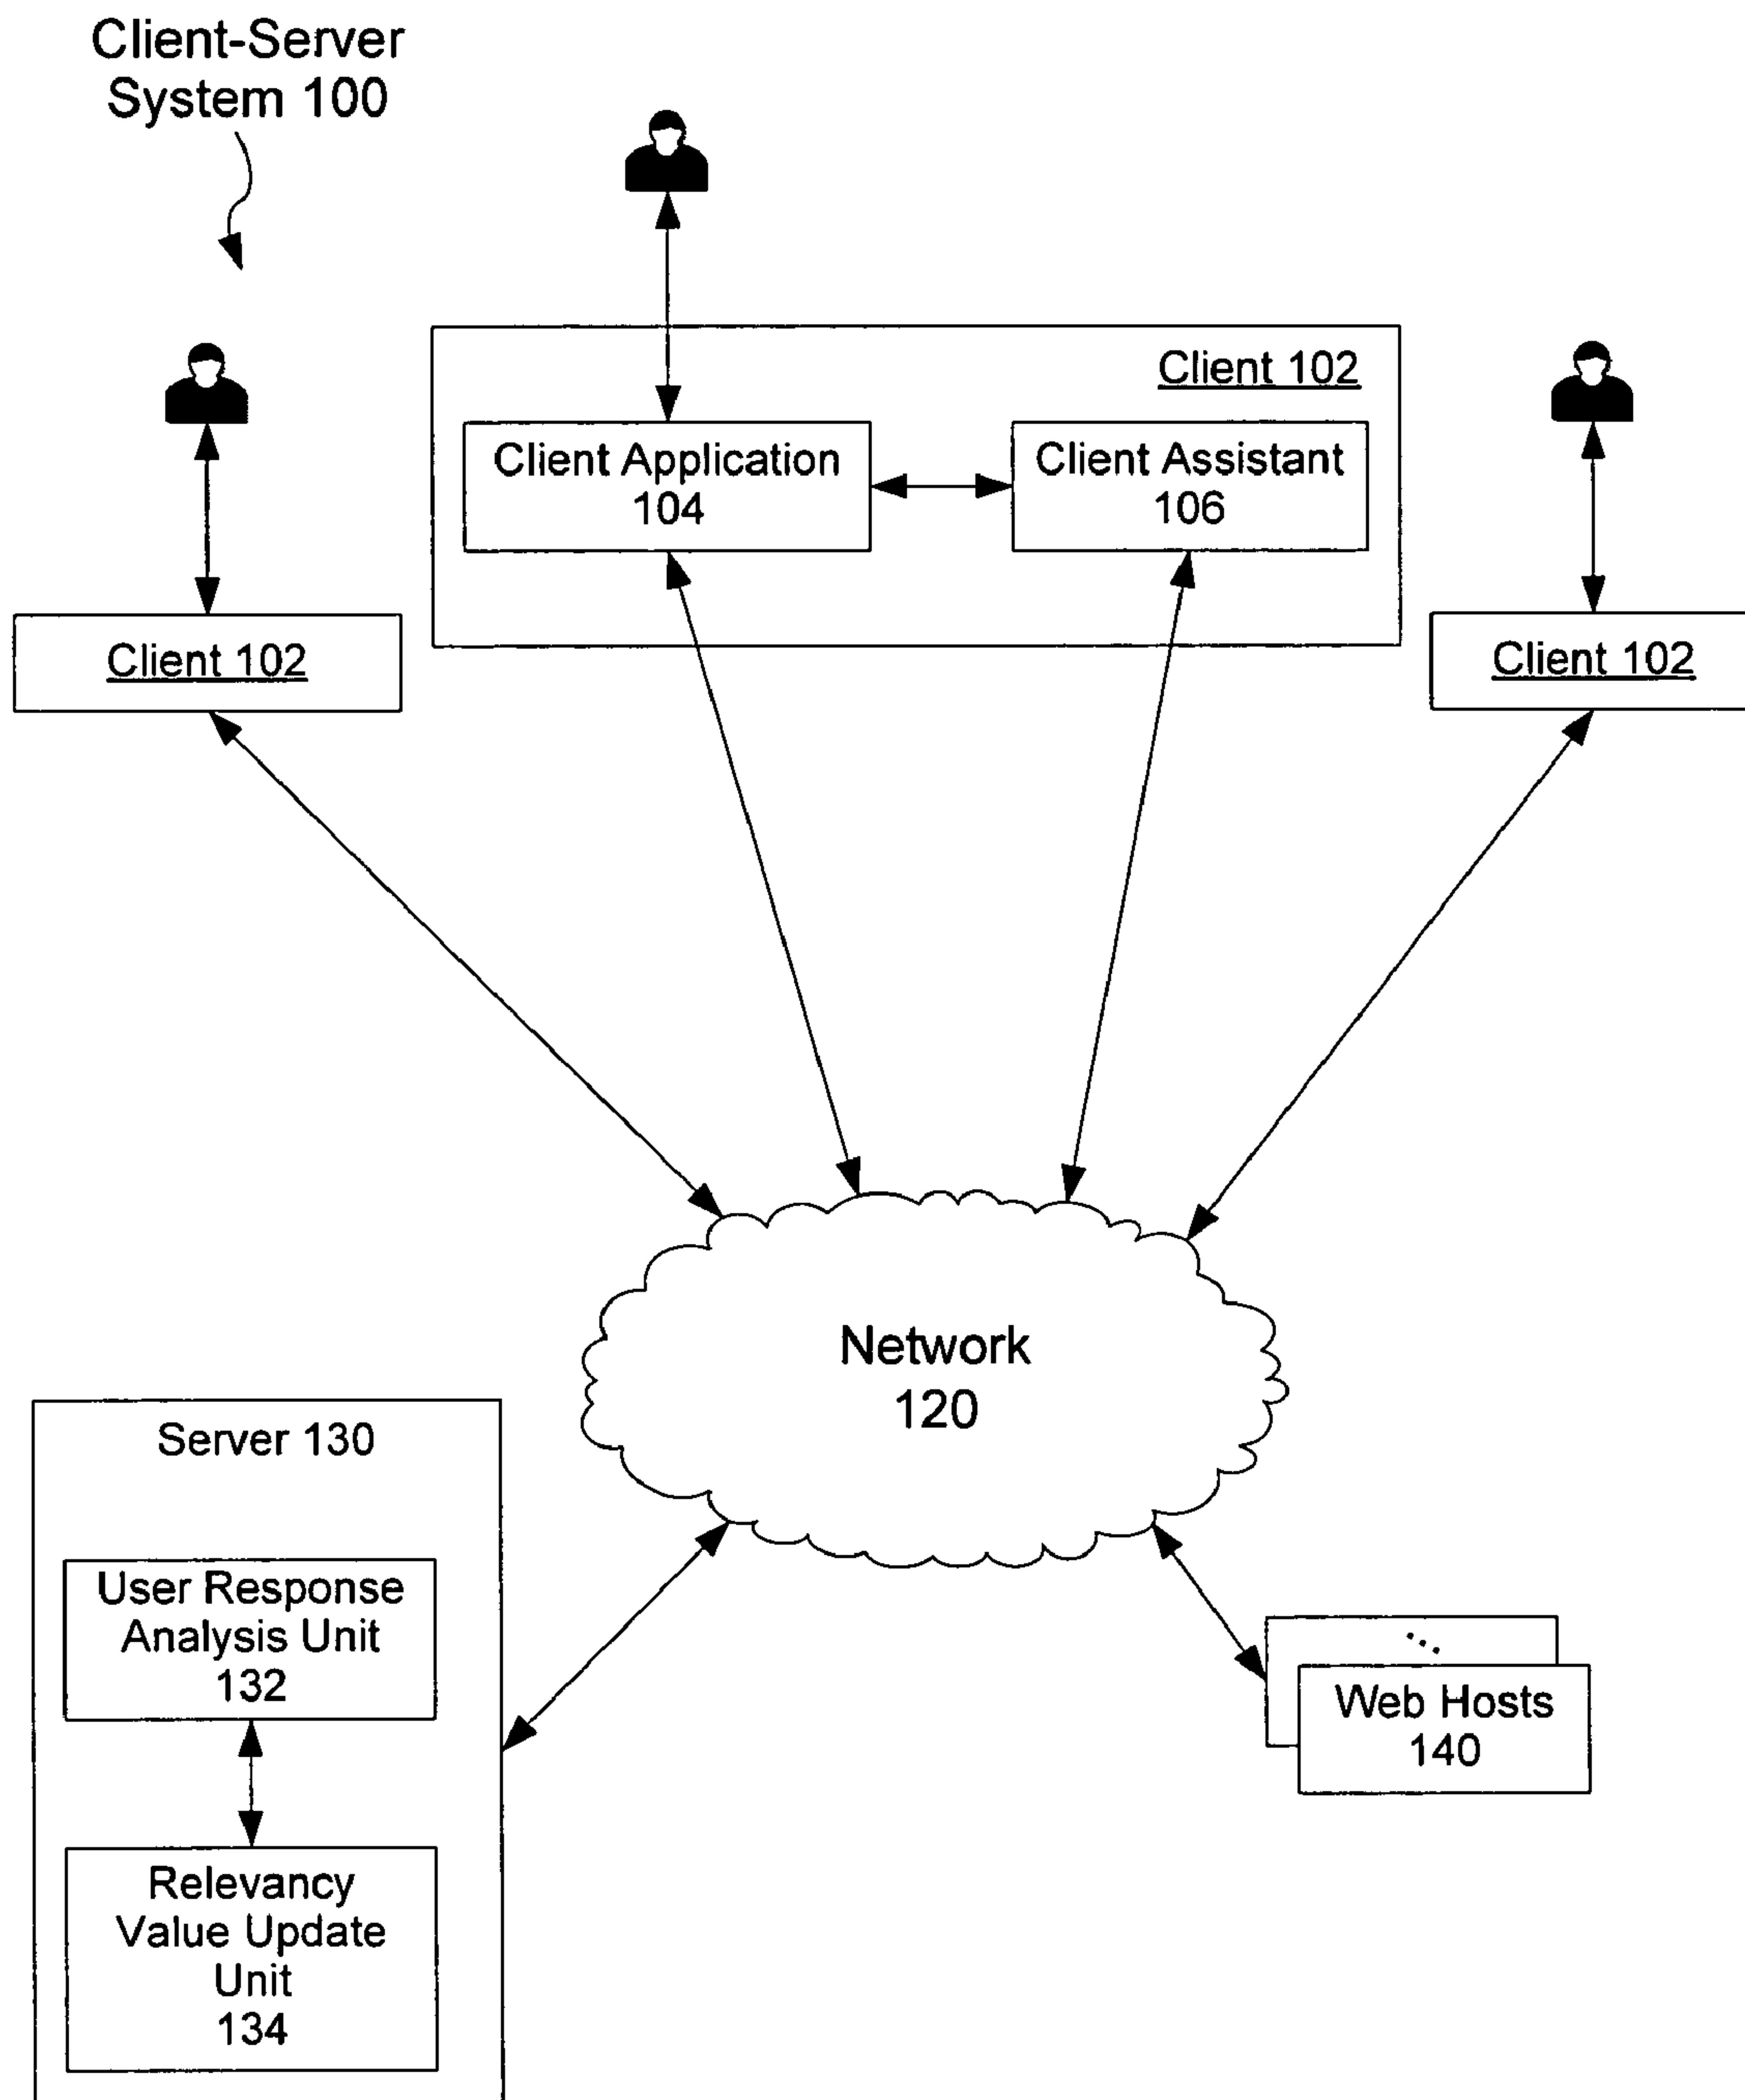 Client-Server
System 100
Client 102
Client Application
104
Client Assistant
106
Client 102
Client 102
Network
120
Server 130
User Response
Analysis Unit
132
Relevancy
Value Update
Unit
134
...
Web Hosts
140